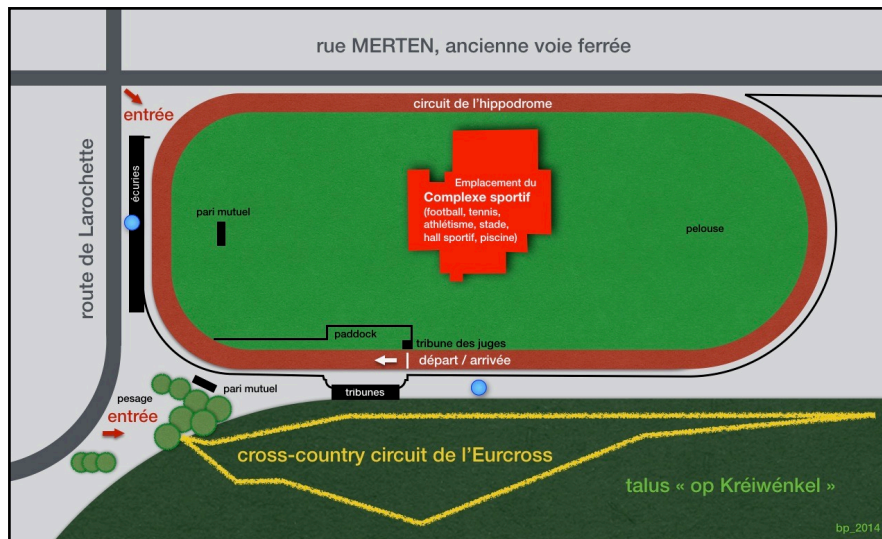 rue MERTEN, ancienne voie ferrée
entrée
circuit de l'hippodrome
route de Larochette
écuries
pari mutuel
Emplacement du
Complexe sportif
(football, tennis,
athlétisme, stade,
hall sportif, piscine)
pelouse
paddock
tribune des juges
départ / arrivée
pesage
entrée
pari mutuel
tribunes
cross-country circuit de l'Eurcross
talus « op Kréiwénkel »
bp_2014